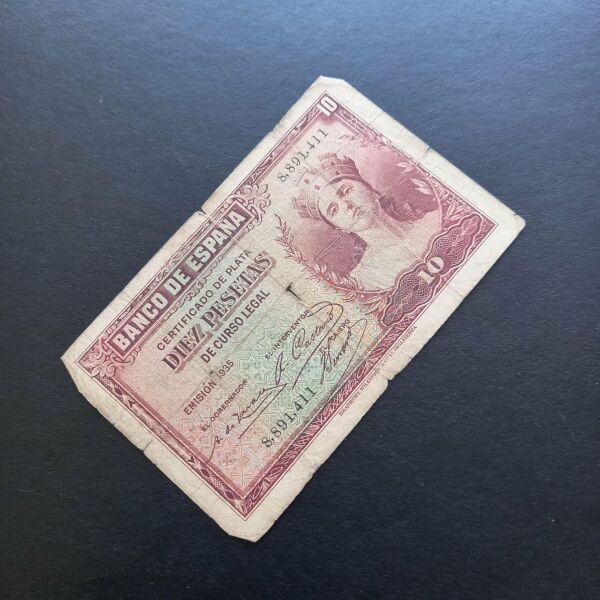 10
8.891.411
BANCO DE ESPAÑA
CERTIFICADO DE PLATA
DIEZ PESETAS
DE CURSO LEGAL
EMISIÓN 1935
EL GOBERNADOR
EL INTERVENTOR
EL CAJERO
8.891.411
10